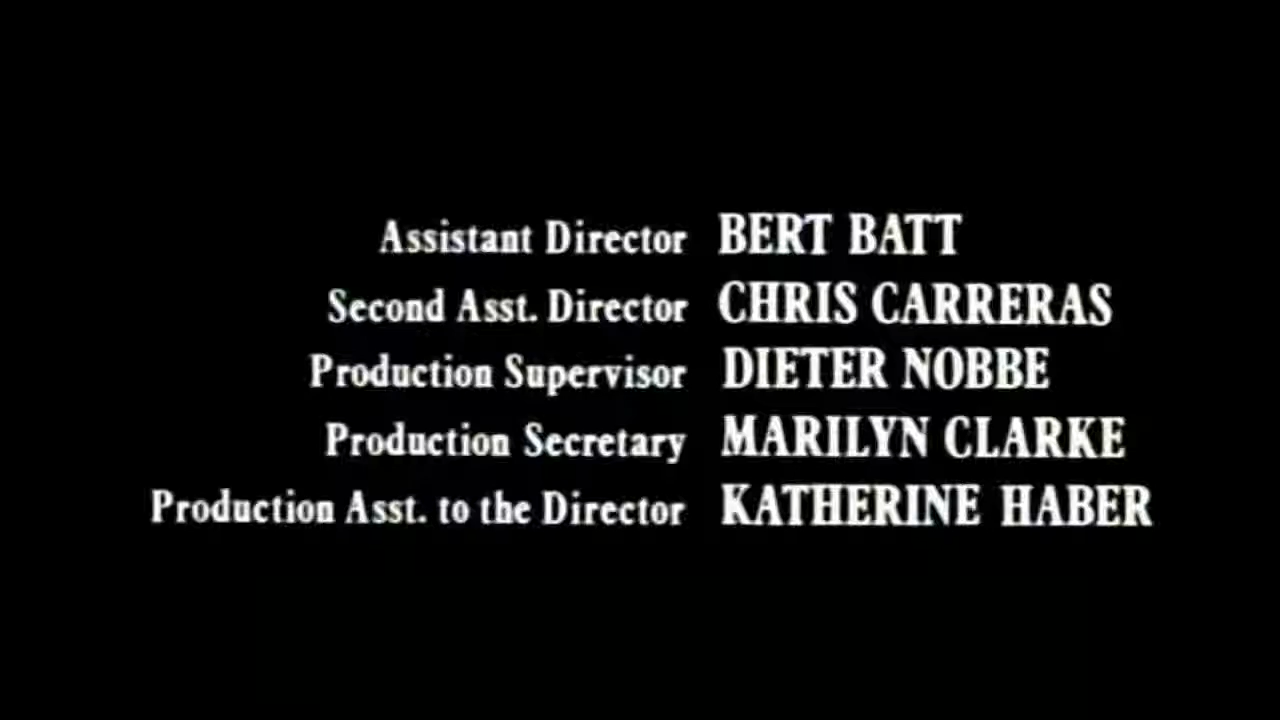 Assistant Director BERT BATT
Second Asst. Director CHRIS CARRERAS
Production Supervisor DIETER NOBBE
Production Secretary MARILYN CLARKE
Production Asst. to the Director KATHERINE HABER